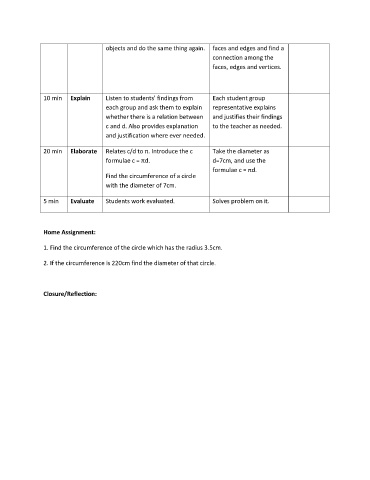 objects and do the same thing again.
faces and edges and find a
connection among the
faces, edges and vertices.
10 min
Explain
Listen to students' findings from
each group and ask them to explain
whether there is a relation between
c and d. Also provides explanation
and justification where ever needed.
Each student group
representative explains
and justifies their findings
to the teacher as needed.
20 min
Elaborate
Relates c/d to π. Introduce the c
formulae c = πd.
Find the circumference of a circle
with the diameter of 7cm.
Take the diameter as
d=7cm, and use the
formulae c = πd.
5 min
Evaluate
Students work evaluated.
Solves problem on it.
Home Assignment:
1. Find the circumference of the circle which has the radius 3.5cm.
2. If the circumference is 220cm find the diameter of that circle.
Closure/Reflection: